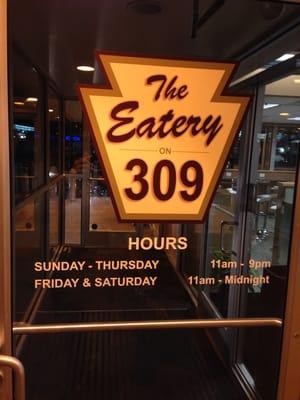 The
Eatery
ON
309
HOURS
SUNDAY - THURSDAY 11am - 9pm
FRIDAY & SATURDAY 11am - Midnight